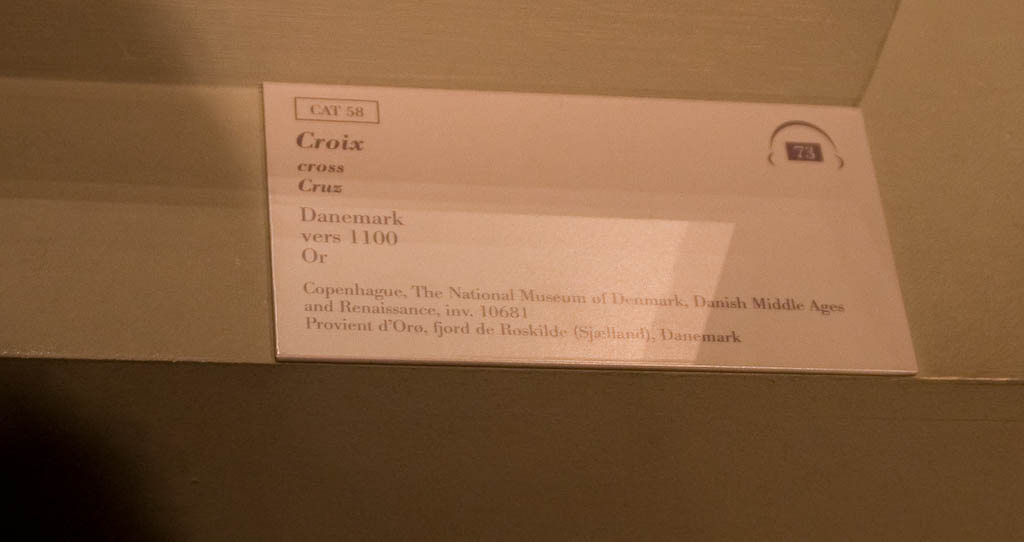 CAT 58
73
Croix
cross
Cruz
Danemark
vers 1100
Or
Copenhague, The National Museum of Denmark, Danish Middle Ages
and Renaissance, inv. 10681
Provient d'Orø, fjord de Roskilde (Sjælland), Danemark